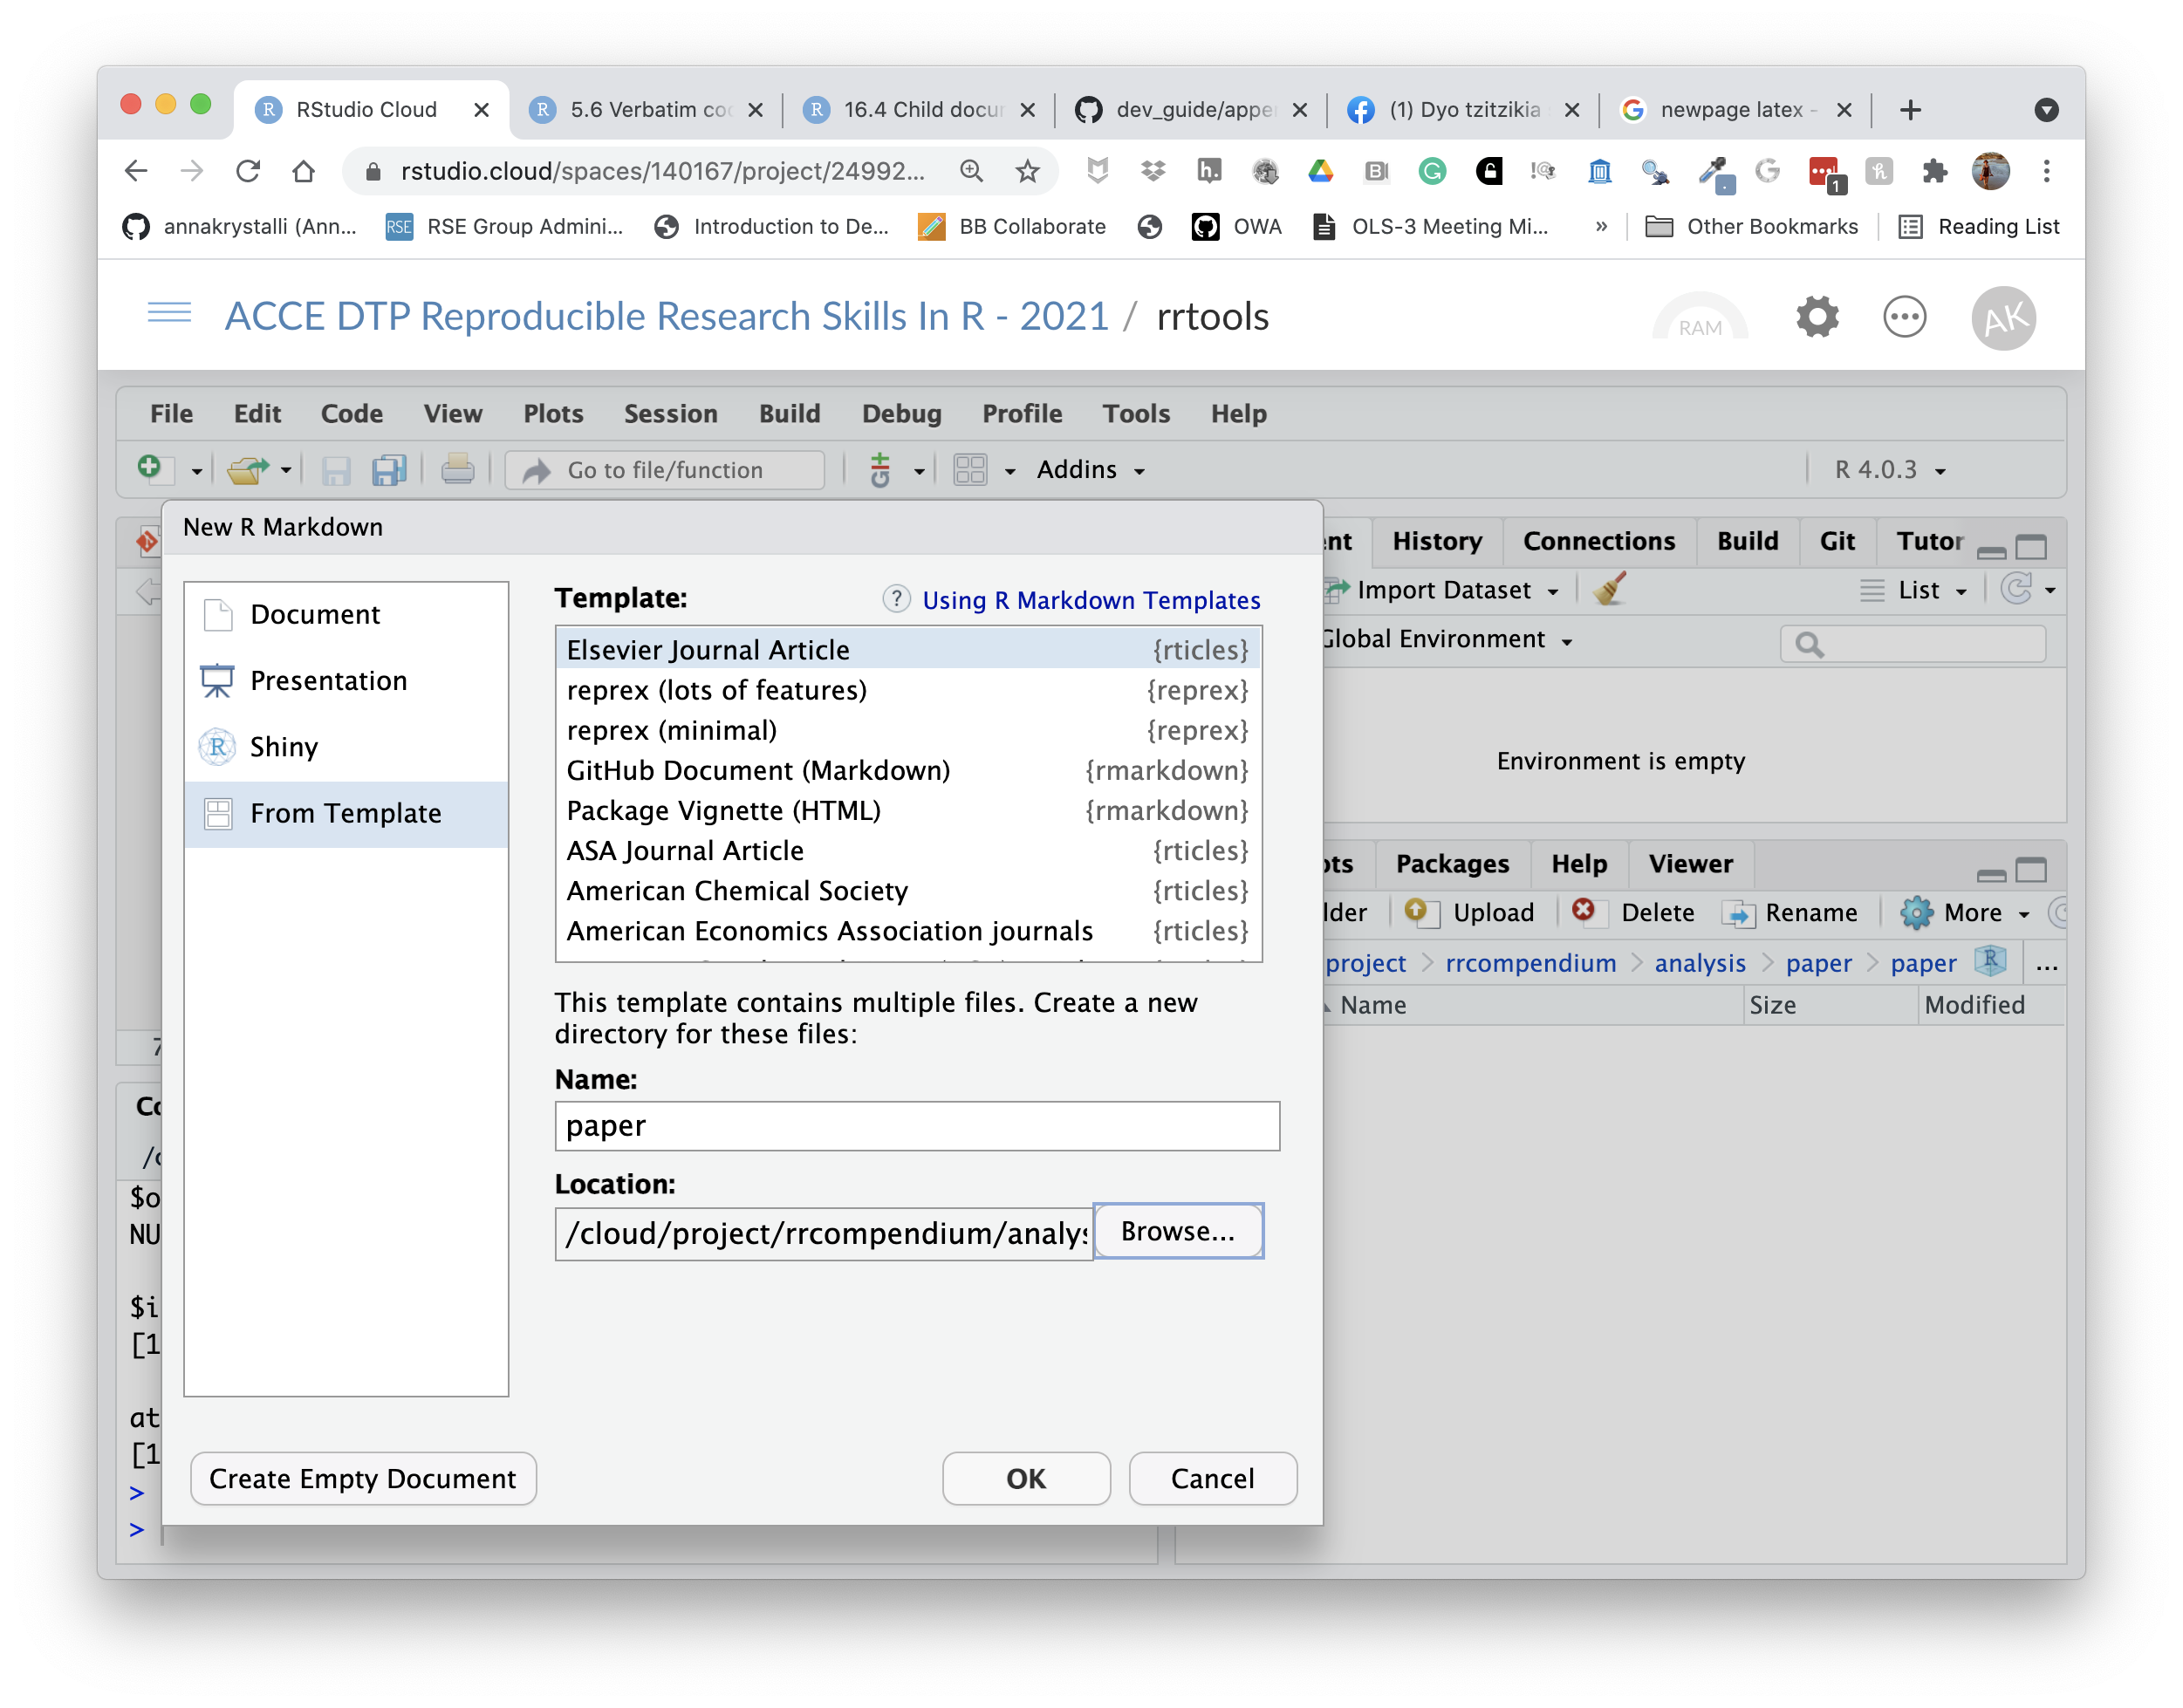 RStudio Cloud
5.6 Verbatim co
16.4 Child docu
dev_guide/appe
(1) Dyo tzitzikia
newpage latex -
rstudio.cloud/spaces/140167/project/24992...
1
annakrystalli (Ann...
RSE Group Admini...
Introduction to De...
BB Collaborate
OWA
OLS-3 Meeting Mi...
»
Other Bookmarks
Reading List
ACCE DTP Reproducible Research Skills In R - 2021 / rrtools
RAM
AK
File Edit Code View Plots Session Build Debug Profile Tools Help
Go to file/function
Addins
R 4.0.3
New R Markdown
Document
Presentation
Shiny
From Template
Template:
Using R Markdown Templates
Elsevier Journal Article {rticles}
reprex (lots of features) {reprex}
reprex (minimal) {reprex}
GitHub Document (Markdown) {rmarkdown}
Package Vignette (HTML) {rmarkdown}
ASA Journal Article {rticles}
American Chemical Society {rticles}
American Economics Association journals {rticles}
This template contains multiple files. Create a new
directory for these files:
Name:
paper
Location:
/cloud/project/rrcompendium/analys
Browse...
Create Empty Document
OK
Cancel
nt History Connections Build Git Tutor
Import Dataset
List
Global Environment
Environment is empty
ots Packages Help Viewer
lder Upload Delete Rename More
project > rrcompendium > analysis > paper > paper ...
Name Size Modified
7
Co
/c
$o
NU
$i
[1
at
[1
>
>